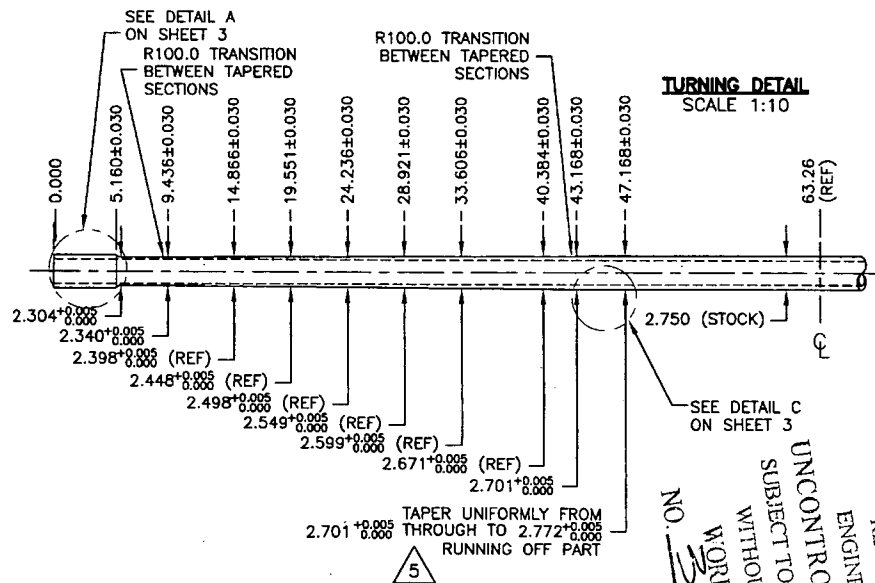 SEE DETAIL A
ON SHEET 3
R100.0 TRANSITION
BETWEEN TAPERED
SECTIONS
R100.0 TRANSITION
BETWEEN TAPERED
SECTIONS
TURNING DETAIL
SCALE 1:10
0.000
5.160±0.030
9.436±0.030
14.866±0.030
19.551±0.030
24.236±0.030
28.921±0.030
33.606±0.030
40.384±0.030
43.168±0.030
47.168±0.030
63.26
(REF)
2.304 +0.005 0.000
2.340 +0.005 0.000
2.398 +0.005 0.000 (REF)
2.448 +0.005 0.000 (REF)
2.498 +0.005 0.000 (REF)
2.549 +0.005 0.000 (REF)
2.599 +0.005 0.000 (REF)
2.671 +0.005 0.000 (REF)
2.701 +0.005 0.000
2.750 (STOCK)
℄
SEE DETAIL C
ON SHEET 3
TAPER UNIFORMLY FROM
2.701 +0.005 0.000 THROUGH TO 2.772 +0.005 0.000
RUNNING OFF PART
5
ENGINE
UNCONTRO
SUBJECT TO
WITHO
WOR
NO.